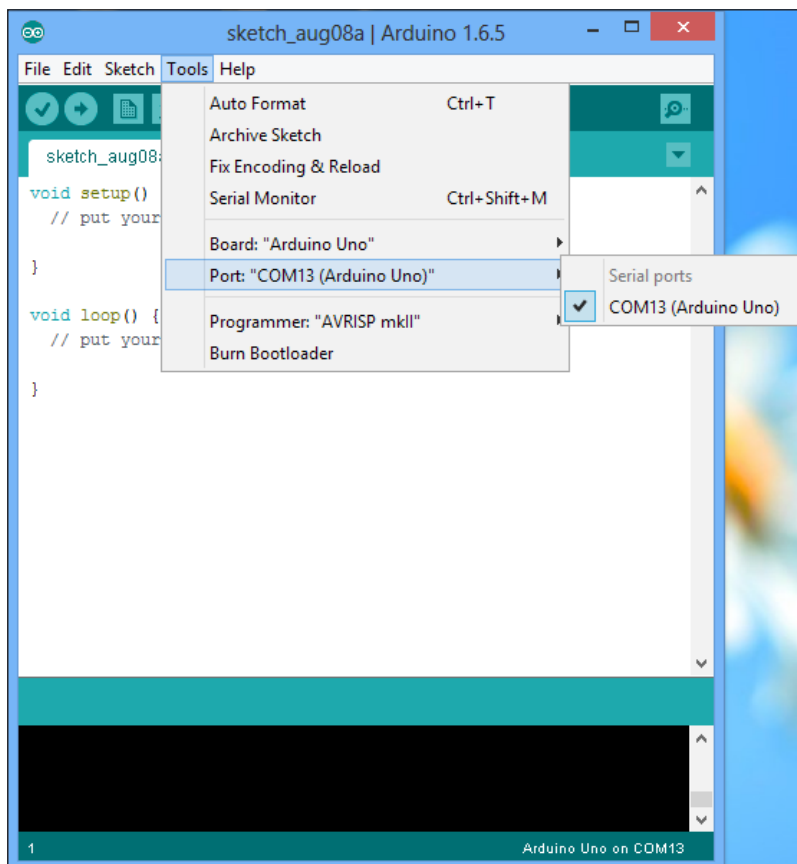 sketch_aug08a | Arduino 1.6.5
File Edit Sketch Tools Help
Auto Format Ctrl+T
Archive Sketch
Fix Encoding & Reload
Serial Monitor Ctrl+Shift+M
Board: "Arduino Uno"
Port: "COM13 (Arduino Uno)"
Programmer: "AVRISP mkII"
Burn Bootloader
Serial ports
COM13 (Arduino Uno)
sketch_aug08a
void setup()
// put your
}
void loop() {
// put your
}
1 Arduino Uno on COM13